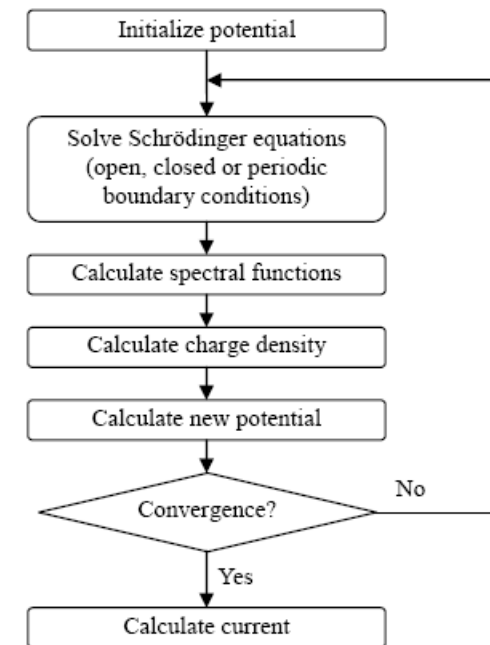 Initialize potential
Solve Schrödinger equations
(open, closed or periodic
boundary conditions)
Calculate spectral functions
Calculate charge density
Calculate new potential
Convergence?
No
Yes
Calculate current